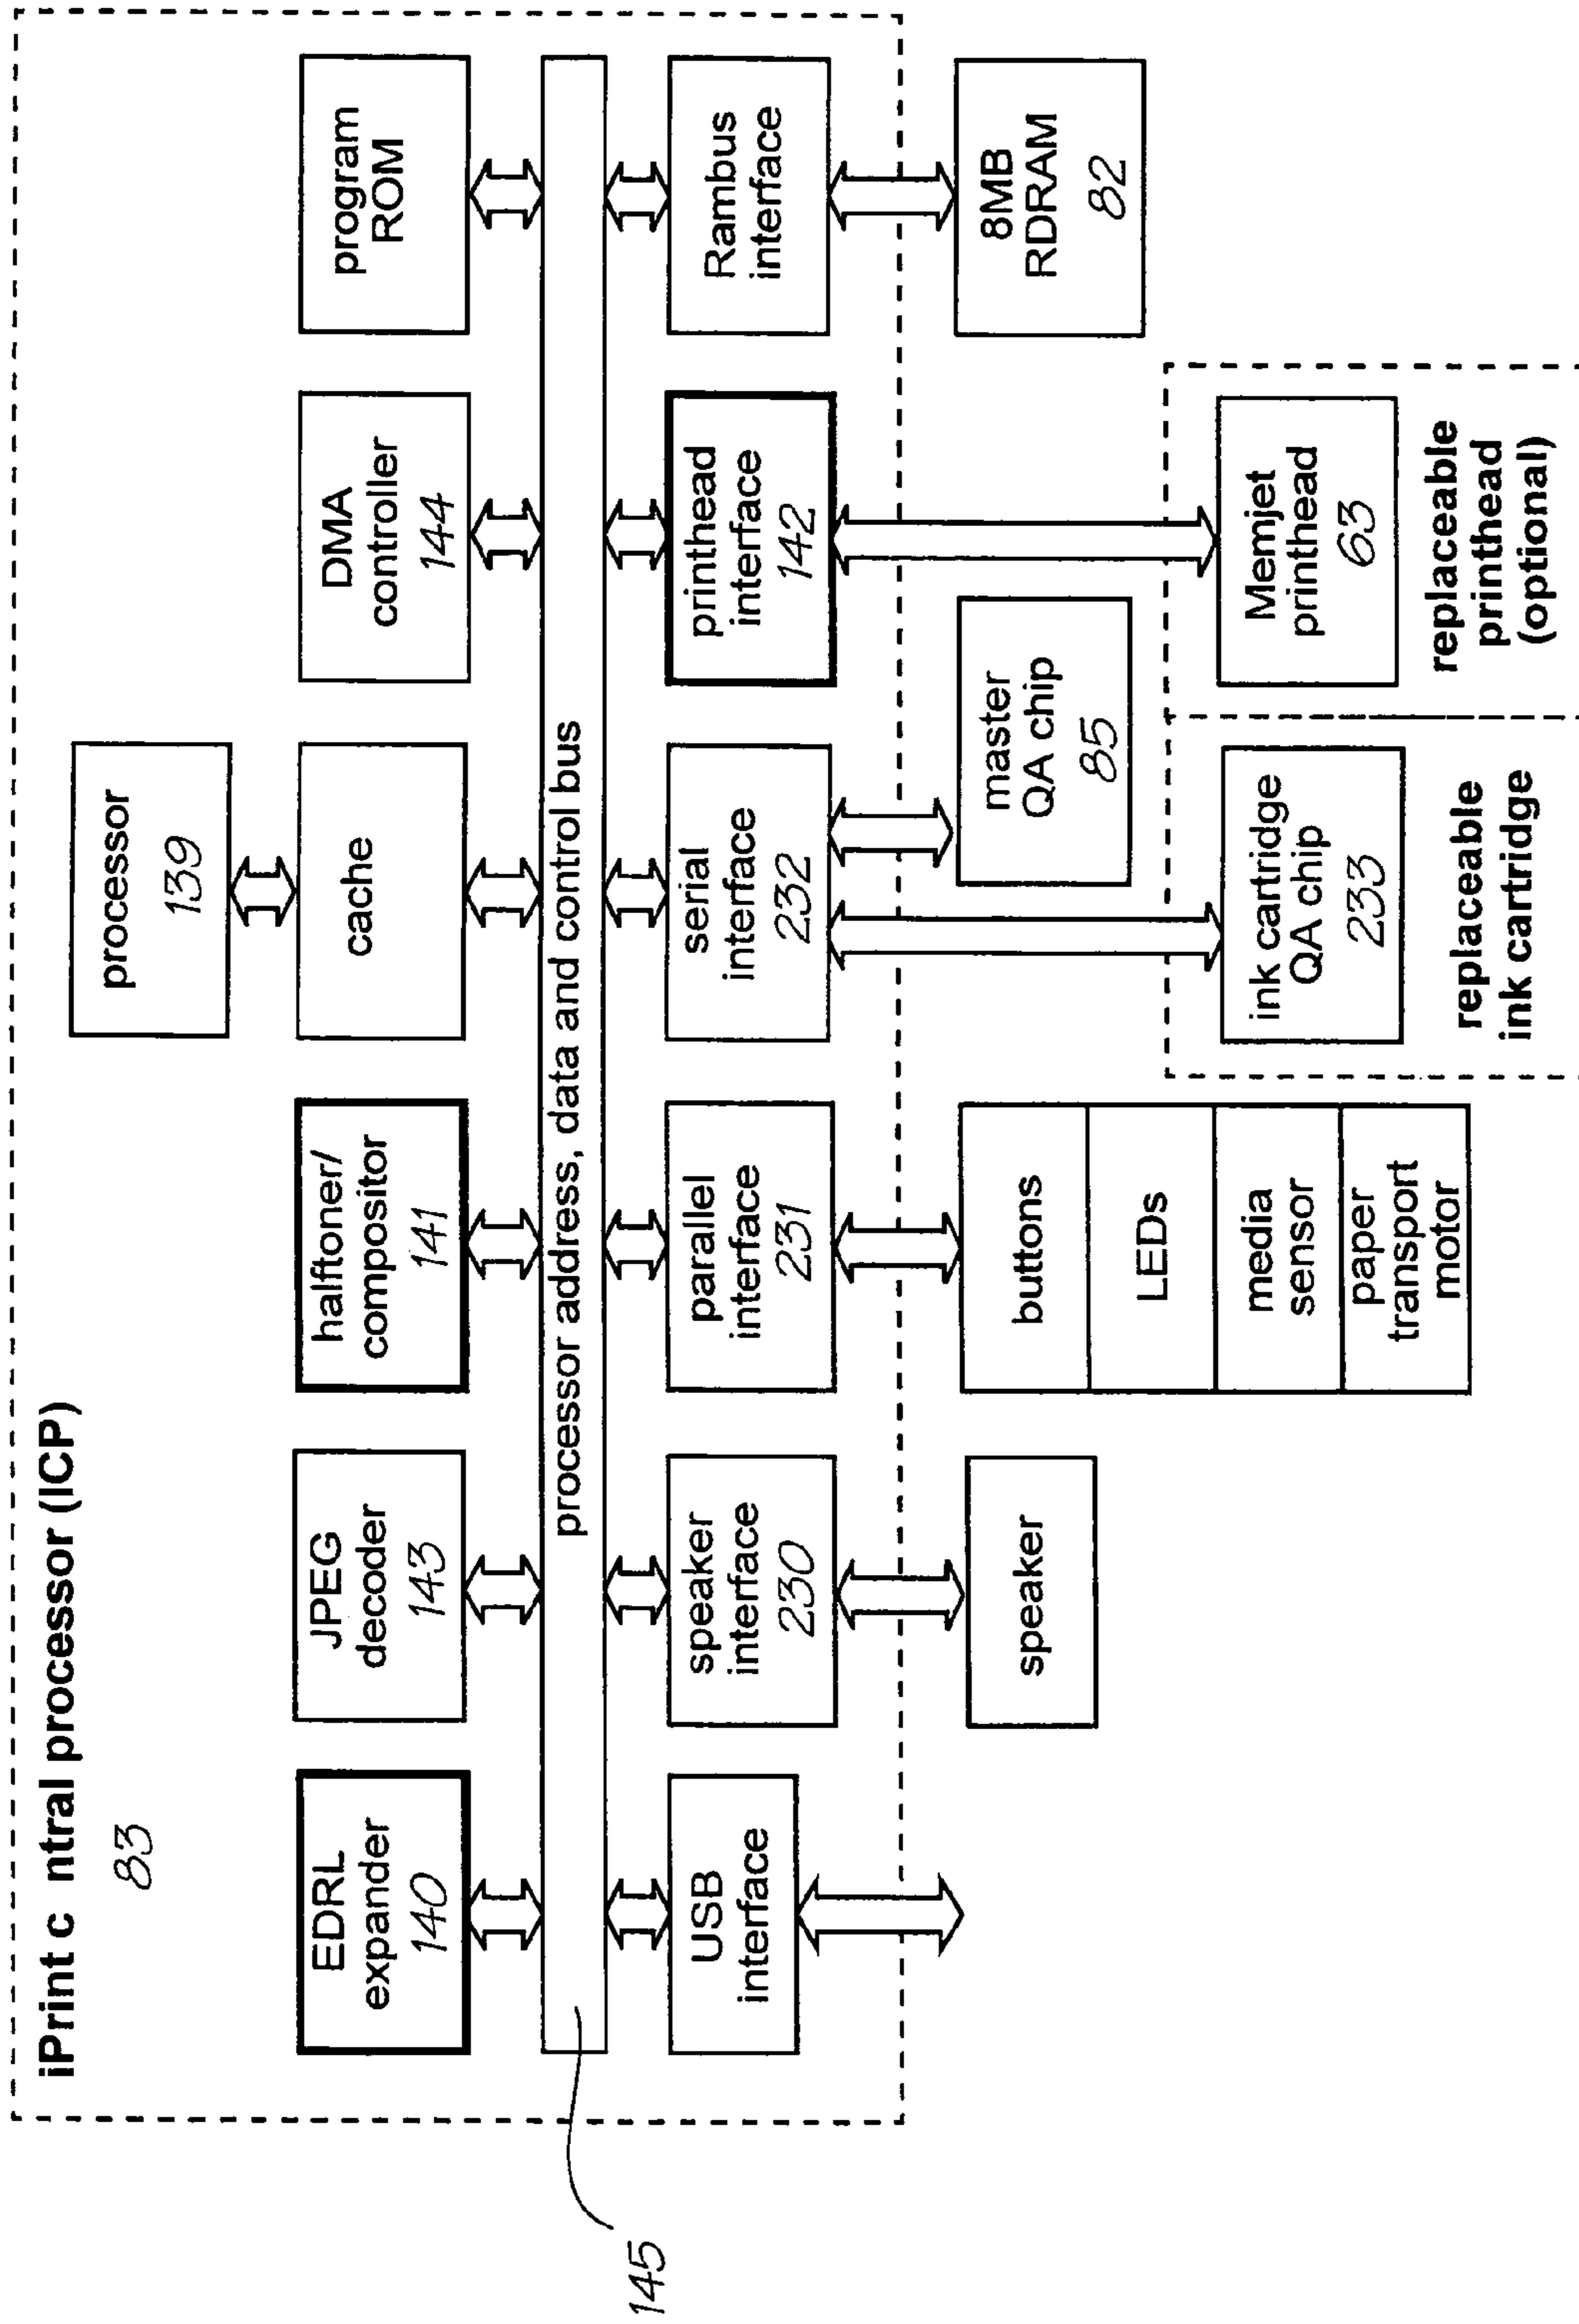 iPrint c ntral processor (ICP)
83
processor
139
EDRL
expander
140
JPEG
decoder
143
halftoner/
compositor
141
cache
DMA
controller
144
program
ROM
processor address, data and control bus
145
USB
interface
speaker
interface
230
parallel
interface
231
serial
interface
232
printhead
interface
142
Rambus
interface
speaker
buttons
LEDs
media
sensor
paper
transport
motor
master
QA chip
85
8MB
RDRAM
82
ink cartridge
QA chip
233
replaceable
ink cartridge
Memjet
printhead
63
replaceable
printhead
(optional)